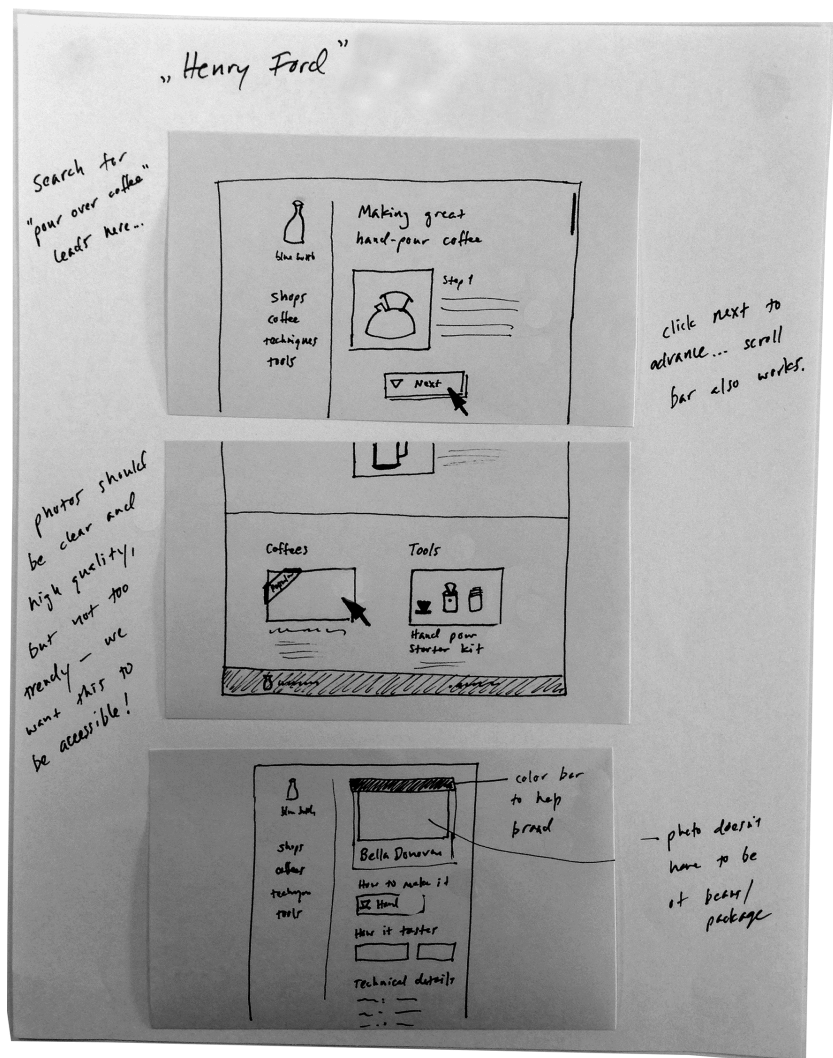 „Henry Ford"
Search for
"pour over coffee"
leads here...
Making great
hand-pour coffee
Step 1
shops
coffee
techniques
tools
Next
click next to
advance... scroll
bar also works.
photos should
be clear and
high quality,
but not too
trendy – we
want this to
be accessible!
Coffees
Tools
Popular
Hand pour
Starter kit
color bar
to help
brand
shops
coffees
tools
Bella Donovan
How to make it
Hand
How it tastes
Technical details
– photo doesn't
have to be
of beans/
package